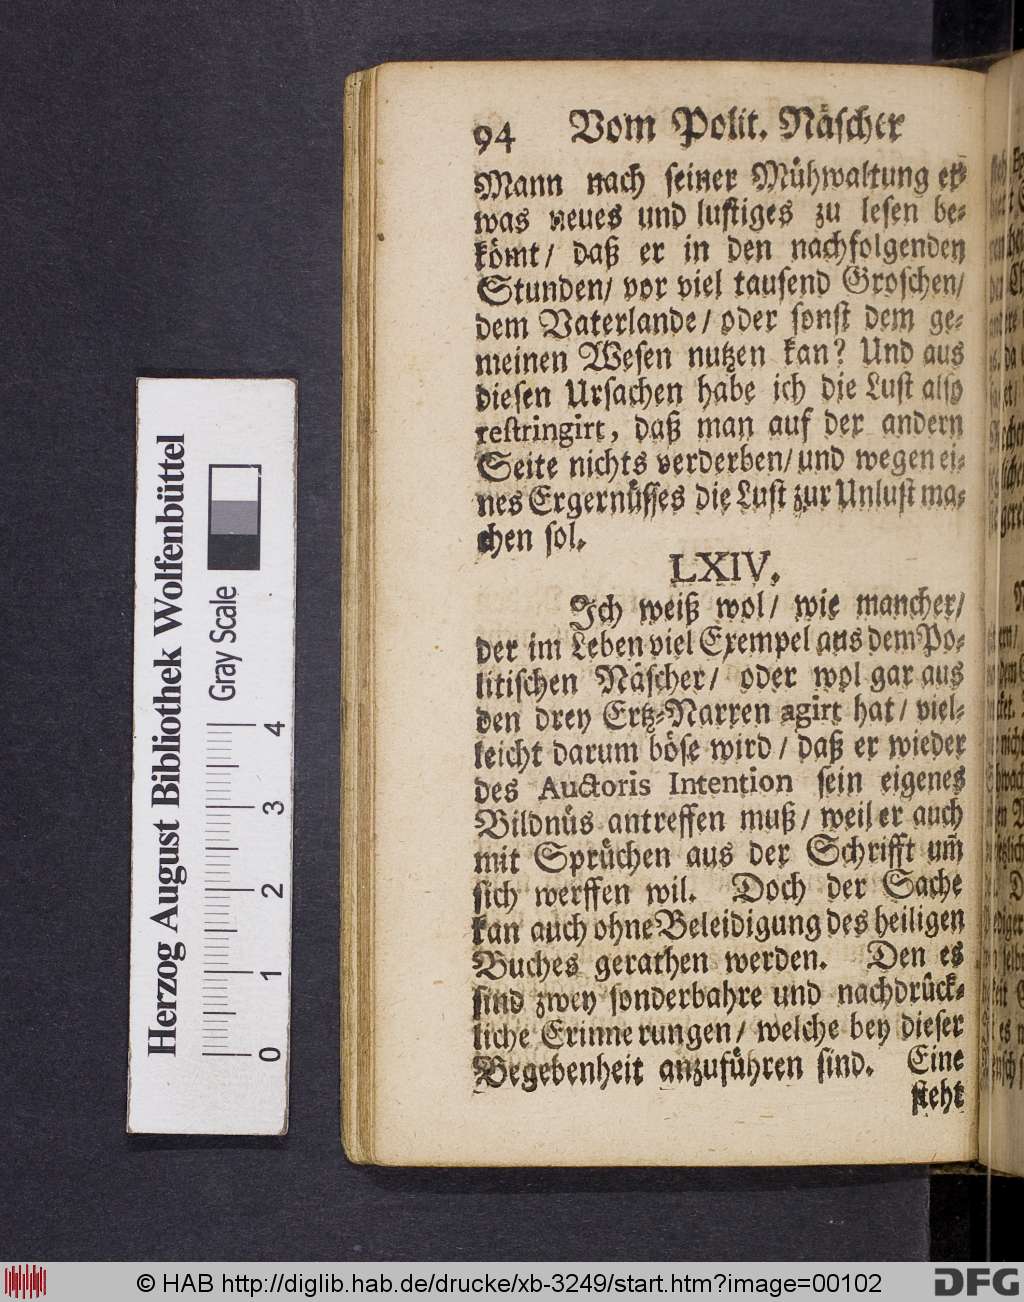 94 Vom Polit. Näscher
Mann nach seiner Mühwaltung et-
was neues und lustiges zu lesen be-
kömt/ daß er in den nachfolgenden
Stunden/ vor viel tausend Groschen/
dem Vaterlande/ oder sonst dem ge-
meinen Wesen nutzen kan? Und aus
diesen Ursachen habe ich die Lust also
restringirt, daß man auf der andern
Seite nichts verderben/ und wegen ei-
nes Ergernüsses die Lust zur Unlust ma-
chen sol.
LXIV.
Ich weiß wol/ wie mancher/
der im Leben viel Exempel aus dem Po-
litischen Näscher/ oder wol gar aus
den drey Ertz-Narren agirt hat/ viel-
leicht darum böse wird/ daß er wieder
des Auctoris Intention sein eigenes
Bildnüs antreffen muß/ weil er auch
mit Sprüchen aus der Schrifft um̃
sich werffen wil. Doch der Sache
kan auch ohne Beleidigung des heiligen
Buches gerathen werden. Den es
sind zwey sonderbahre und nachdrück-
liche Erinnerungen/ welche bey dieser
Begebenheit anzuführen sind. Eine
steht
Herzog August Bibliothek Wolfenbüttel
Gray Scale
0 1 2 3 4
© HAB http://diglib.hab.de/drucke/xb-3249/start.htm?image=00102
DFG